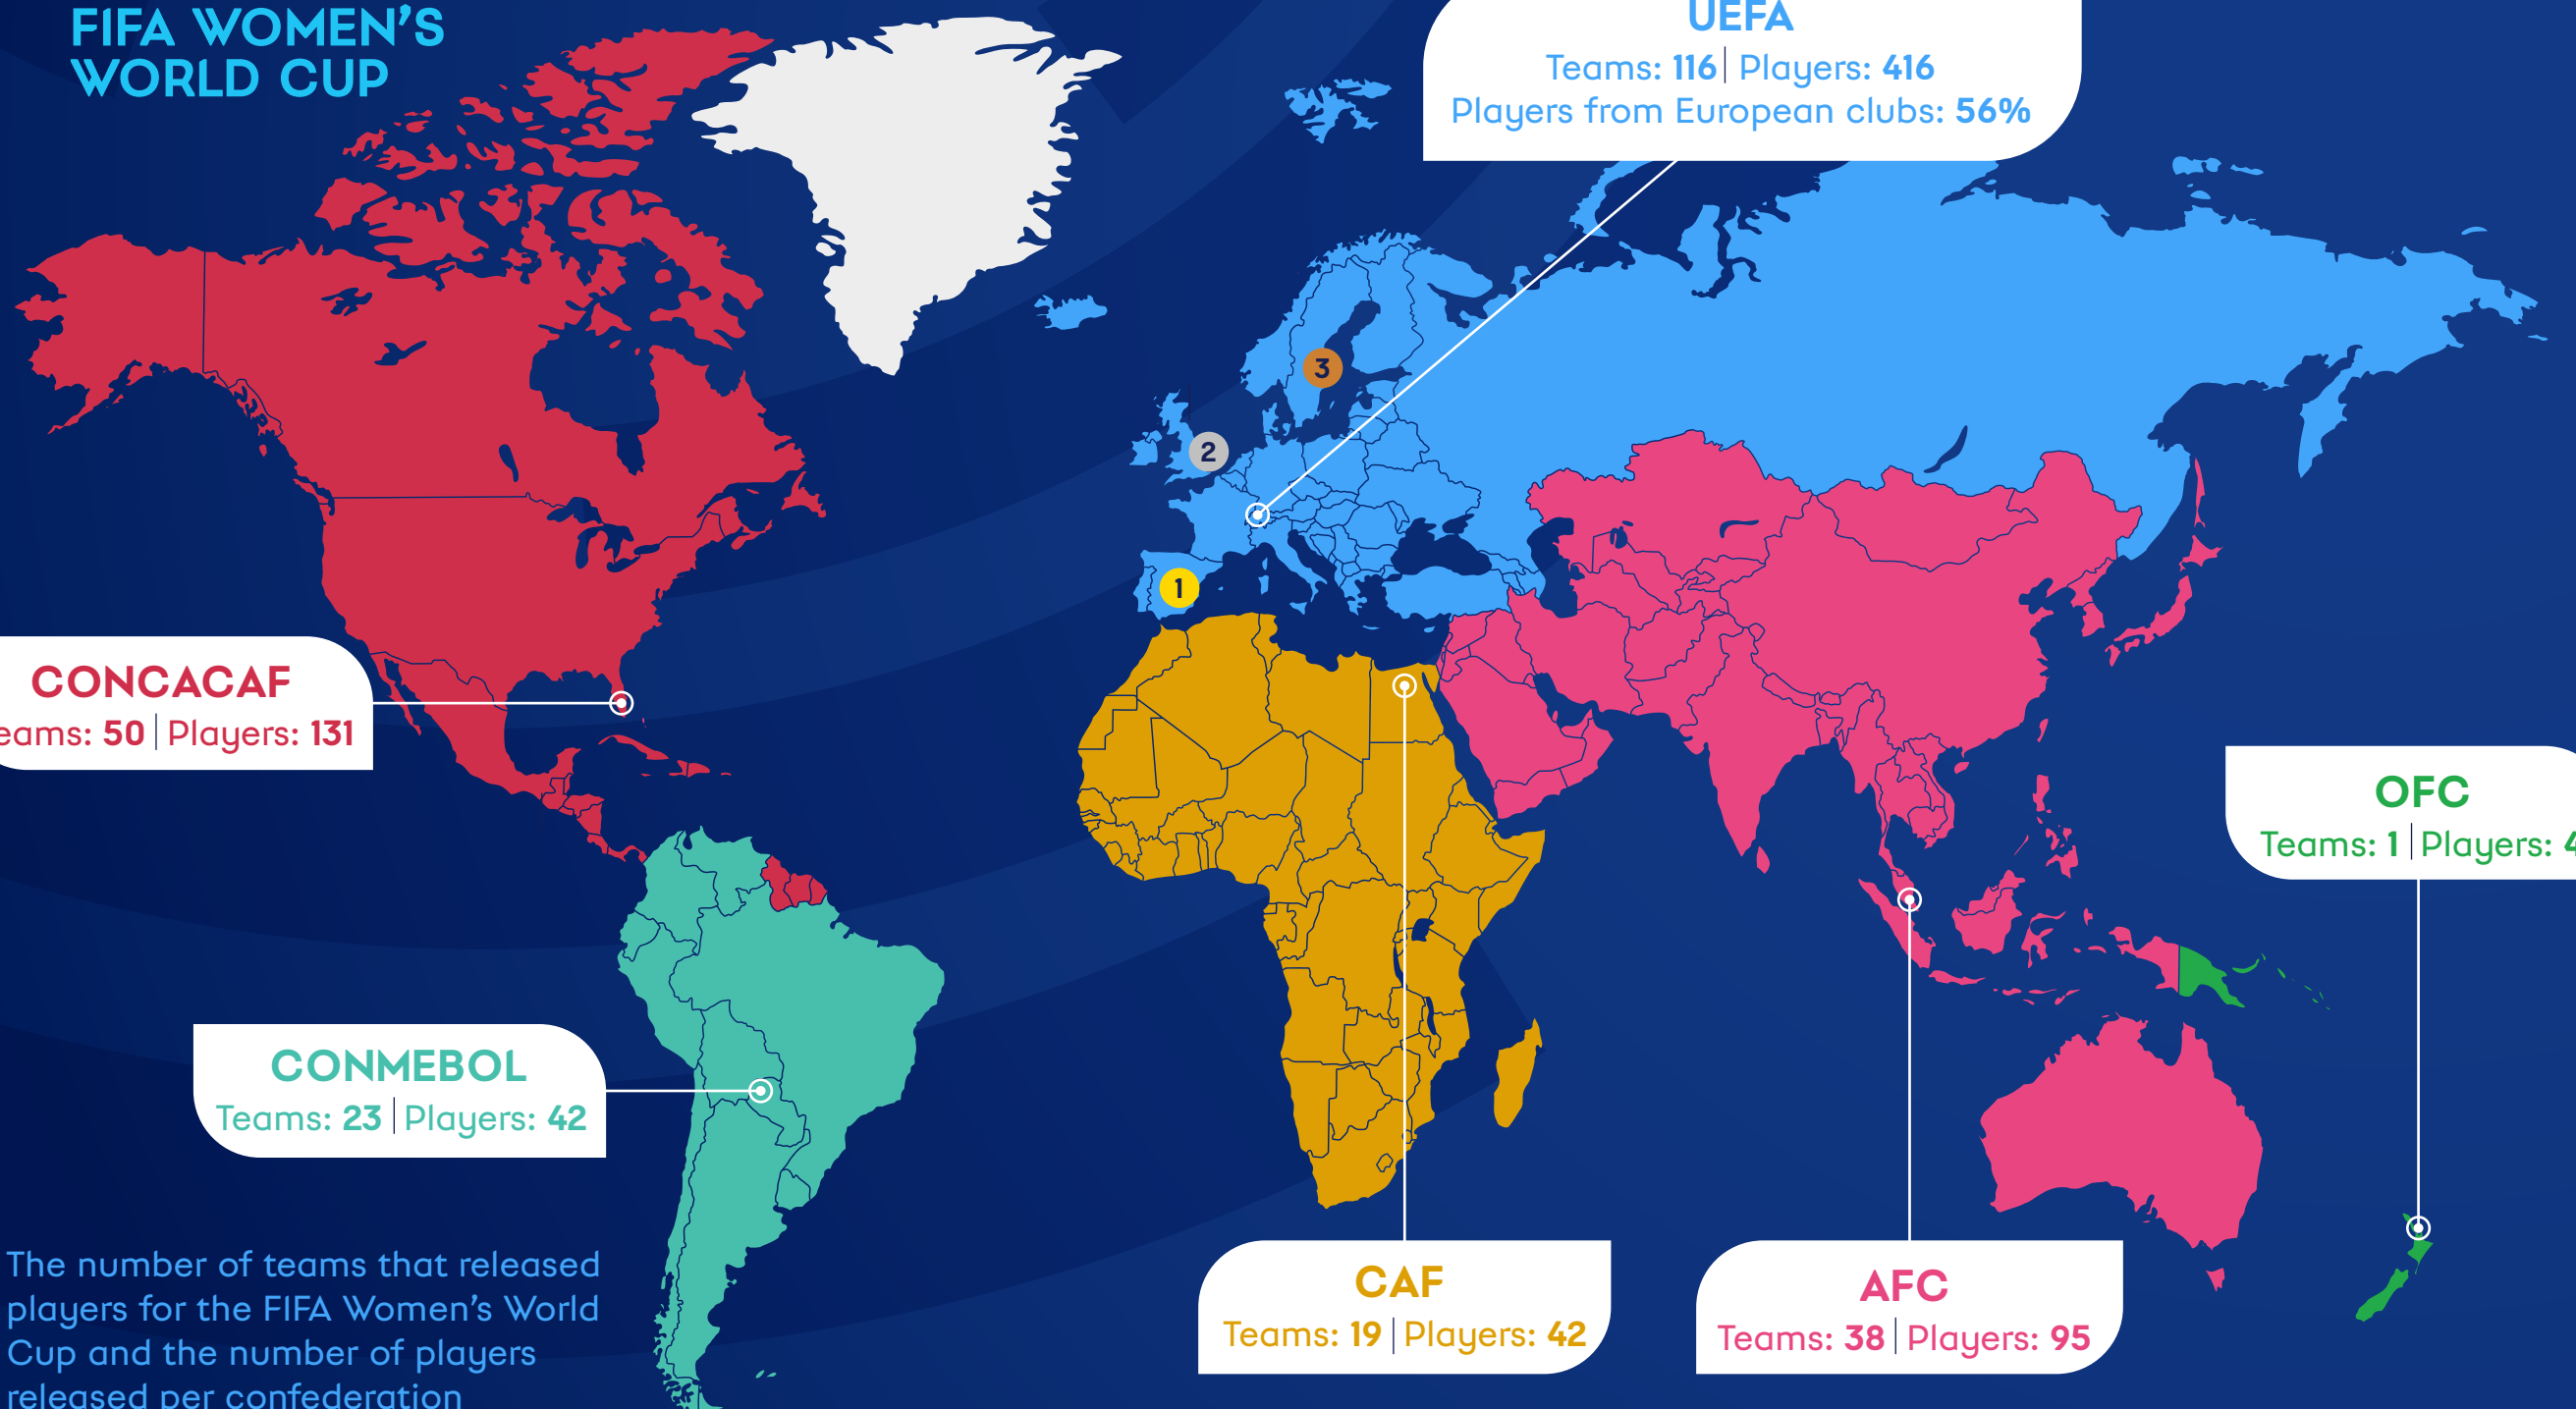 FIFA WOMEN'S
WORLD CUP
UEFA
Teams: 116 | Players: 416
Players from European clubs: 56%
3
2
1
CONCACAF
50 | Players: 131
OFC
Teams: 1 | Players:
CONMEBOL
Teams: 23 | Players: 42
The number of teams that released
players for the FIFA Women's World
Cup and the number of players
released per confederation
CAF
Teams: 19 | Players: 42
AFC
Teams: 38 | Players: 95